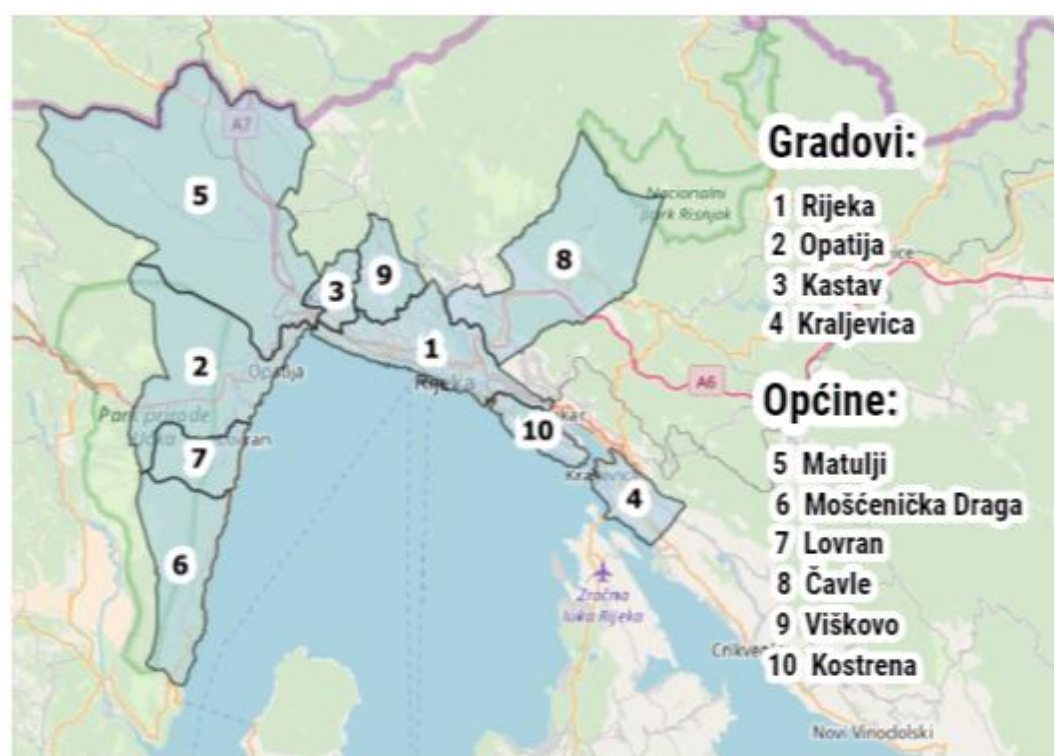 A7
5
Nacionalni
park Risnjak
8
9
3
1
2
Opatija
Rijeka
A6
Park prirode
10
7
4
6
Zračna
luka Rijeka
Novi Vinodolski
Gradovi:
1 Rijeka
2 Opatija
3 Kastav
4 Kraljevica
Općine:
5 Matulji
6 Mošćenička Draga
7 Lovran
8 Čavle
9 Viškovo
10 Kostrena